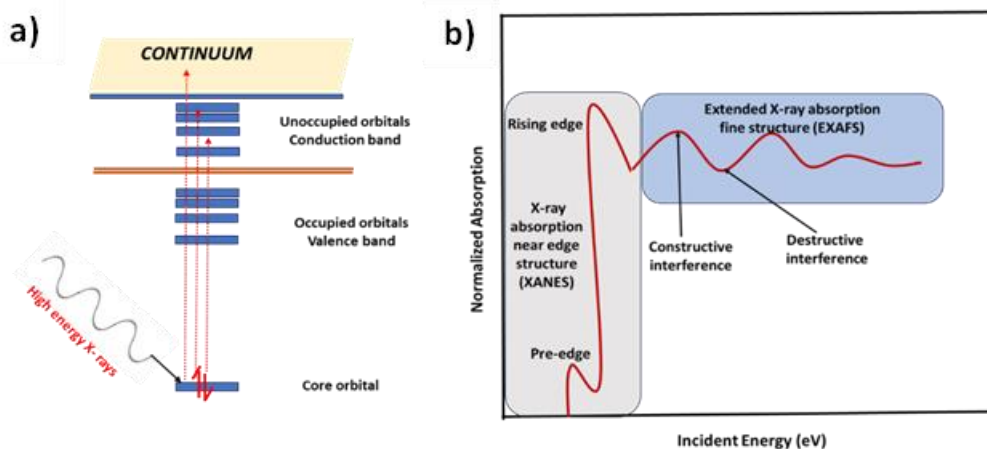 a)
CONTINUUM
Unoccupied orbitals
Conduction band
Occupied orbitals
Valence band
High energy X- rays
Core orbital
b)
Normalized Absorption
Rising edge
Extended X-ray absorption
fine structure (EXAFS)
X-ray
absorption
near edge
structure
(XANES)
Constructive
interference
Destructive
interference
Pre-edge
Incident Energy (eV)